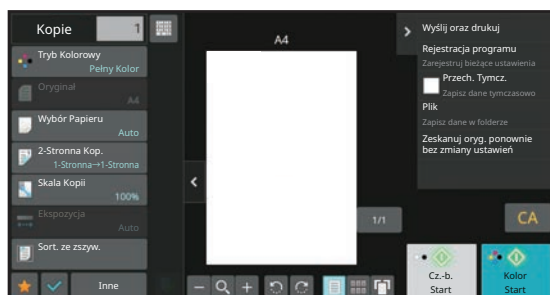 Kopie 1
Tryb Kolorowy
Pełny Kolor
Oryginał
A4
Wybór Papieru
Auto
2-Stronna Kop.
1-Stronna→1-Stronna
Skala Kopii
100%
Ekspozycja
Auto
Sort. ze zszyw.
Inne
A4
1/1
Wyślij oraz drukuj
Rejestracja programu
Zarejestruj bieżące ustawienia
Przech. Tymcz.
Zapisz dane tymczasowo
Plik
Zapisz dane w folderze
Zeskanuj oryg. ponownie
bez zmiany ustawień
CA
Cz.-b.
Start
Kolor
Start